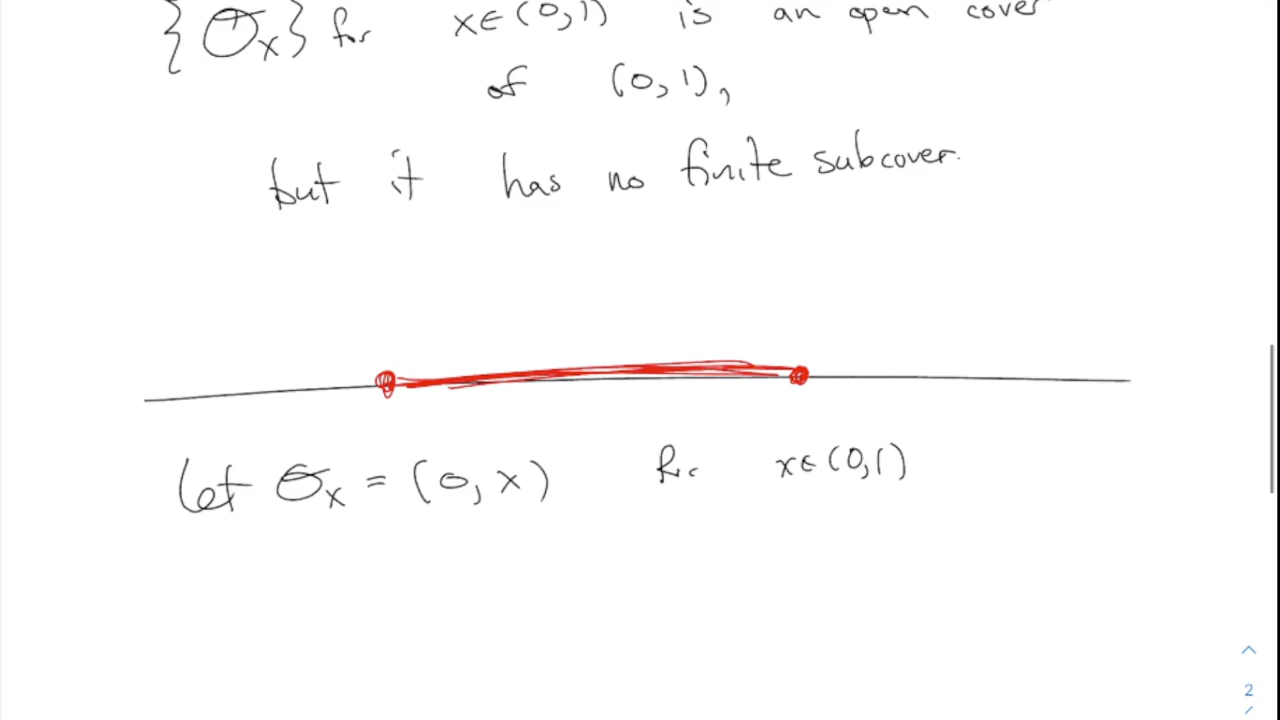 {𝒪ₓ} for x∈(0,1) is an open cover
of (0,1),
but it has no finite subcover.
Let 𝒪ₓ = (0, x) x∈(0,1)
2